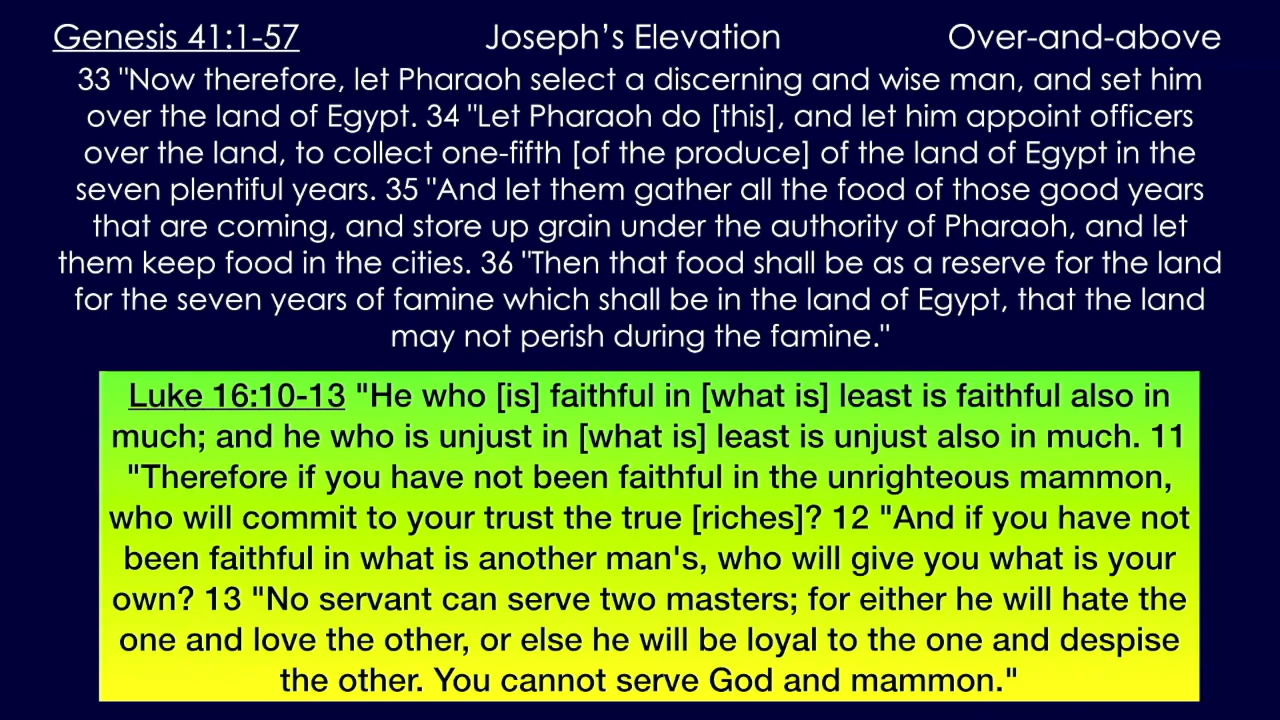 Genesis 41:1-57 Joseph’s Elevation Over-and-above
33 "Now therefore, let Pharaoh select a discerning and wise man, and set him
over the land of Egypt. 34 "Let Pharaoh do [this], and let him appoint officers
over the land, to collect one-fifth [of the produce] of the land of Egypt in the
seven plentiful years. 35 "And let them gather all the food of those good years
that are coming, and store up grain under the authority of Pharaoh, and let
them keep food in the cities. 36 "Then that food shall be as a reserve for the land
for the seven years of famine which shall be in the land of Egypt, that the land
may not perish during the famine."
Luke 16:10-13 "He who [is] faithful in [what is] least is faithful also in
much; and he who is unjust in [what is] least is unjust also in much. 11
"Therefore if you have not been faithful in the unrighteous mammon,
who will commit to your trust the true [riches]? 12 "And if you have not
been faithful in what is another man's, who will give you what is your
own? 13 "No servant can serve two masters; for either he will hate the
one and love the other, or else he will be loyal to the one and despise
the other. You cannot serve God and mammon."